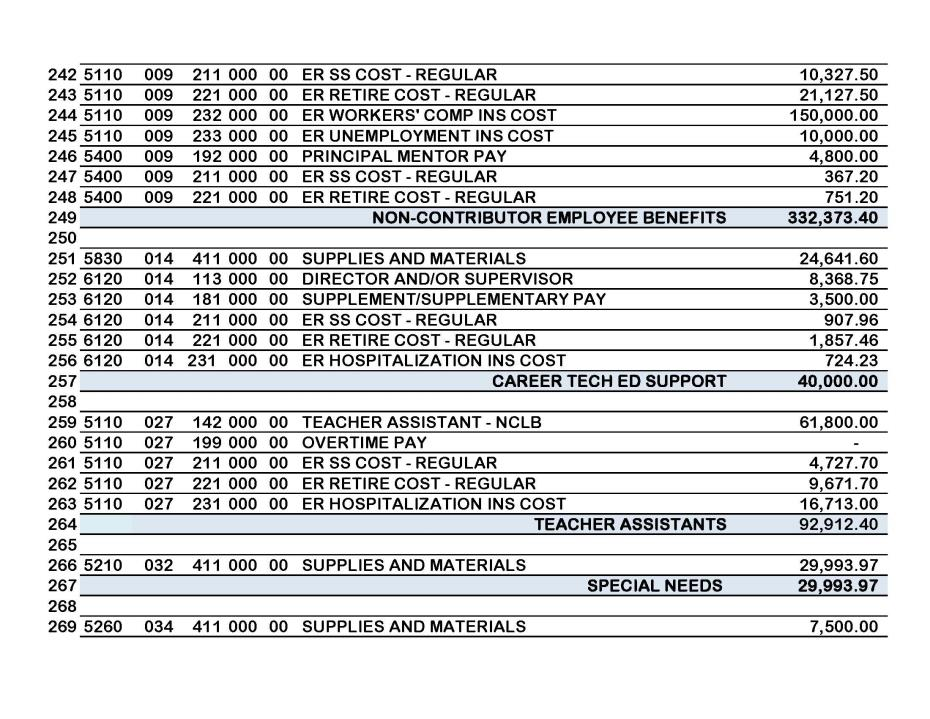 242 5110 009 211 000 00 ER SS COST - REGULAR 10,327.50
243 5110 009 221 000 00 ER RETIRE COST - REGULAR 21,127.50
244 5110 009 232 000 00 ER WORKERS' COMP INS COST 150,000.00
245 5110 009 233 000 00 ER UNEMPLOYMENT INS COST 10,000.00
246 5400 009 192 000 00 PRINCIPAL MENTOR PAY 4,800.00
247 5400 009 211 000 00 ER SS COST - REGULAR 367.20
248 5400 009 221 000 00 ER RETIRE COST - REGULAR 751.20
249 NON-CONTRIBUTOR EMPLOYEE BENEFITS 332,373.40
250
251 5830 014 411 000 00 SUPPLIES AND MATERIALS 24,641.60
252 6120 014 113 000 00 DIRECTOR AND/OR SUPERVISOR 8,368.75
253 6120 014 181 000 00 SUPPLEMENT/SUPPLEMENTARY PAY 3,500.00
254 6120 014 211 000 00 ER SS COST - REGULAR 907.96
255 6120 014 221 000 00 ER RETIRE COST - REGULAR 1,857.46
256 6120 014 231 000 00 ER HOSPITALIZATION INS COST 724.23
257 CAREER TECH ED SUPPORT 40,000.00
258
259 5110 027 142 000 00 TEACHER ASSISTANT - NCLB 61,800.00
260 5110 027 199 000 00 OVERTIME PAY -
261 5110 027 211 000 00 ER SS COST - REGULAR 4,727.70
262 5110 027 221 000 00 ER RETIRE COST - REGULAR 9,671.70
263 5110 027 231 000 00 ER HOSPITALIZATION INS COST 16,713.00
264 TEACHER ASSISTANTS 92,912.40
265
266 5210 032 411 000 00 SUPPLIES AND MATERIALS 29,993.97
267 SPECIAL NEEDS 29,993.97
268
269 5260 034 411 000 00 SUPPLIES AND MATERIALS 7,500.00